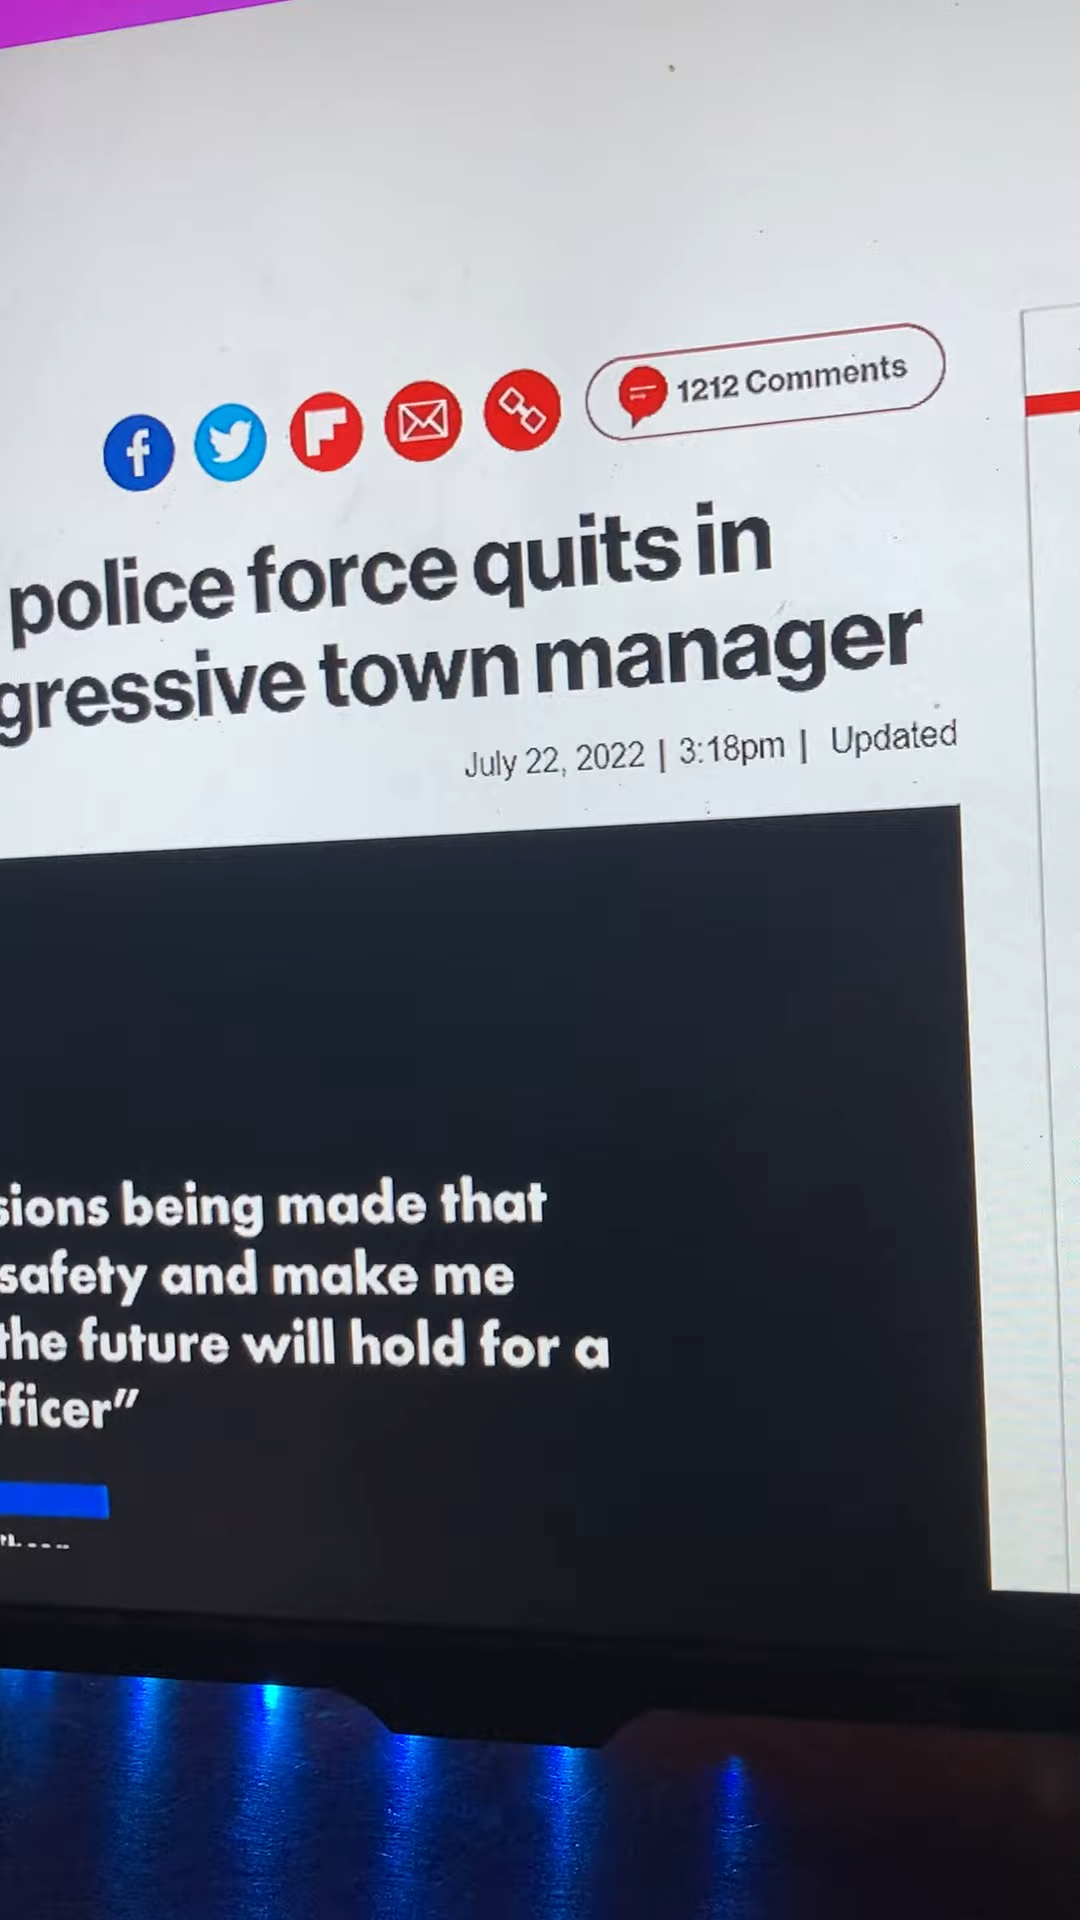 1212 Comments
police force quits in
gressive town manager
July 22, 2022 | 3:18pm | Updated
sions being made that
safety and make me
the future will hold for a
fficer”